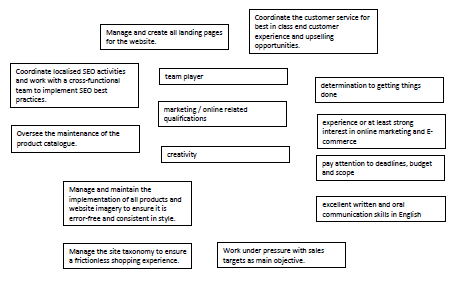 Manage and create all landing pages
for the website.
Coordinate the customer service for
best in class end customer
experience and upselling
opportunities.
Coordinate localised SEO activities
and work with a cross-functional
team to implement SEO best
practices.
team player
determination to getting things
done
marketing / online related
qualifications
experience or at least strong
interest in online marketing and E-
commerce
Oversee the maintenance of the
product catalogue.
creativity
pay attention to deadlines, budget
and scope
Manage and maintain the
implementation of all products and
website imagery to ensure it is
error-free and consistent in style.
excellent written and oral
communication skills in English
Manage the site taxonomy to ensure
a frictionless shopping experience.
Work under pressure with sales
targets as main objective.